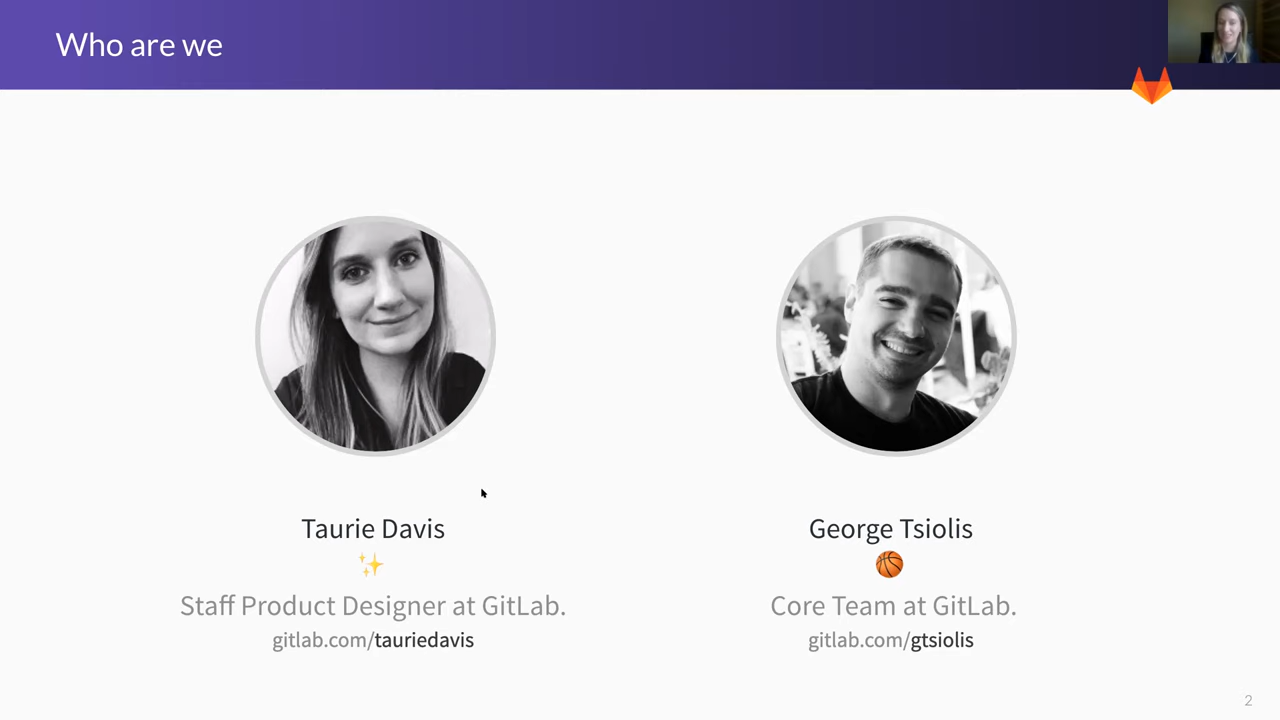 Who are we
Taurie Davis
George Tsiolis
✨
🏀
Staff Product Designer at GitLab.
Core Team at GitLab.
gitlab.com/tauriedavis
gitlab.com/gtsiolis
2